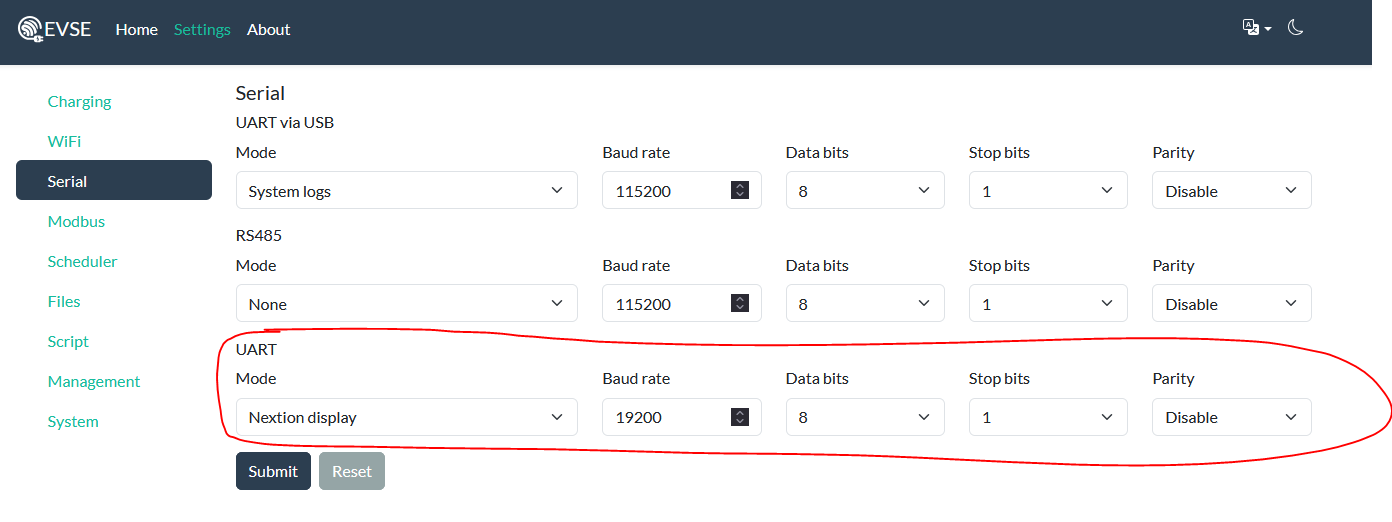 EVSE Home Settings About
Charging
WiFi
Serial
Modbus
Scheduler
Files
Script
Management
System
Serial
UART via USB
Mode Baud rate Data bits Stop bits Parity
System logs 115200 8 1 Disable
RS485
Mode Baud rate Data bits Stop bits Parity
None 115200 8 1 Disable
UART
Mode Baud rate Data bits Stop bits Parity
Nextion display 19200 8 1 Disable
Submit Reset